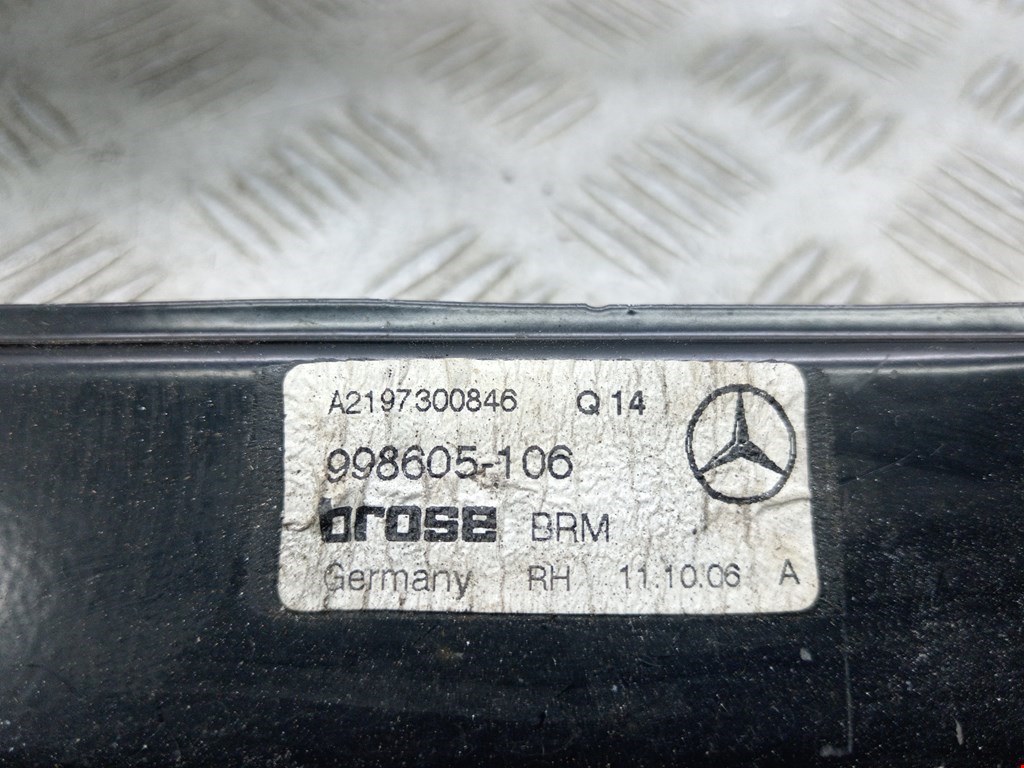 A2197300846 Q 14
998605-106
brose BRM
Germany RH 11.10.06 A